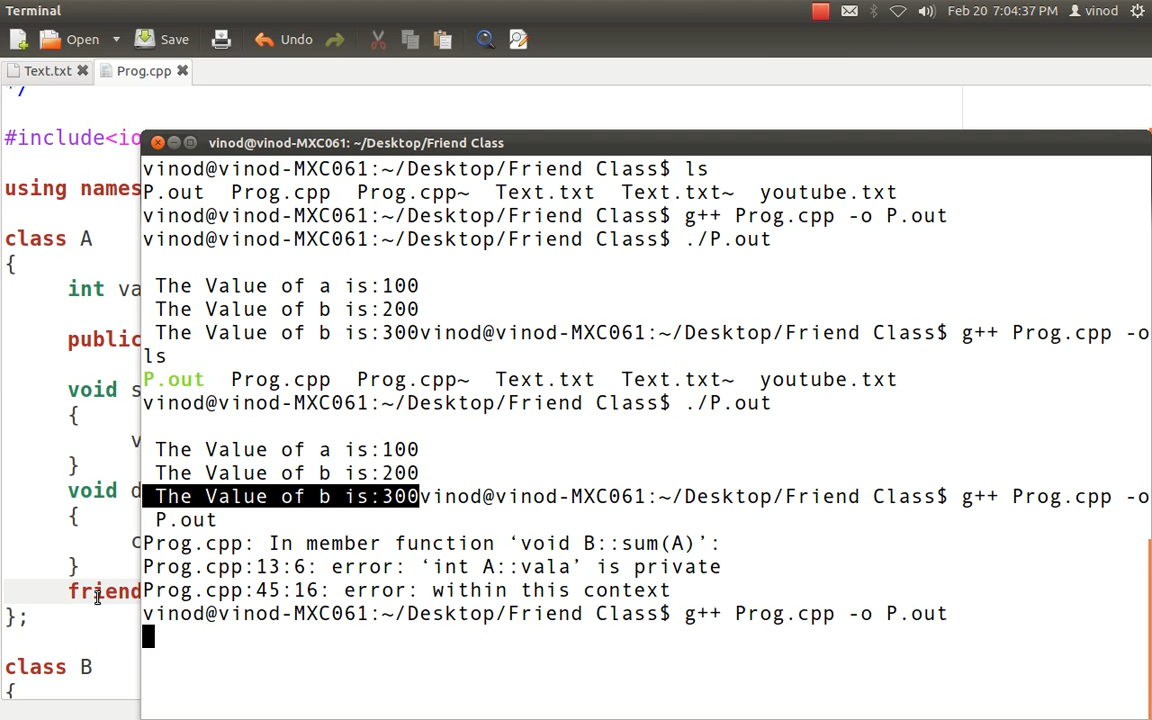 Terminal
Feb 20 7:04:37 PM vinod
Open Save Undo
Text.txt Prog.cpp
*/
#include<io
using names
class A
{
int va
public
void s
{
v
}
void d
{
c
}
friend
};
class B
{
vinod@vinod-MXC061: ~/Desktop/Friend Class
vinod@vinod-MXC061:~/Desktop/Friend Class$ ls
P.out Prog.cpp Prog.cpp~ Text.txt Text.txt~ youtube.txt
vinod@vinod-MXC061:~/Desktop/Friend Class$ g++ Prog.cpp -o P.out
vinod@vinod-MXC061:~/Desktop/Friend Class$ ./P.out
The Value of a is:100
The Value of b is:200
The Value of b is:300vinod@vinod-MXC061:~/Desktop/Friend Class$ g++ Prog.cpp -o
ls
P.out Prog.cpp Prog.cpp~ Text.txt Text.txt~ youtube.txt
vinod@vinod-MXC061:~/Desktop/Friend Class$ ./P.out
The Value of a is:100
The Value of b is:200
The Value of b is:300vinod@vinod-MXC061:~/Desktop/Friend Class$ g++ Prog.cpp -o
P.out
Prog.cpp: In member function ‘void B::sum(A)’:
Prog.cpp:13:6: error: ‘int A::vala’ is private
Prog.cpp:45:16: error: within this context
vinod@vinod-MXC061:~/Desktop/Friend Class$ g++ Prog.cpp -o P.out